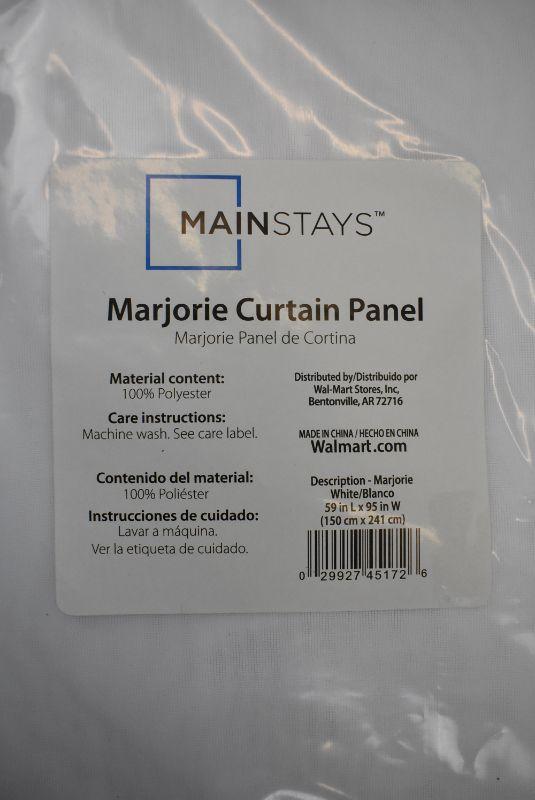 MAINSTAYS™
Marjorie Curtain Panel
Marjorie Panel de Cortina
Material content:
100% Polyester
Care instructions:
Machine wash. See care label.
Contenido del material:
100% Poliéster
Instrucciones de cuidado:
Lavar a máquina.
Ver la etiqueta de cuidado.
Distributed by/Distribuido por
Wal-Mart Stores, Inc,
Bentonville, AR 72716
MADE IN CHINA / HECHO EN CHINA
Walmart.com
Description - Marjorie
White/Blanco
59 in L x 95 in W
(150 cm x 241 cm)
0 29927 45172 6